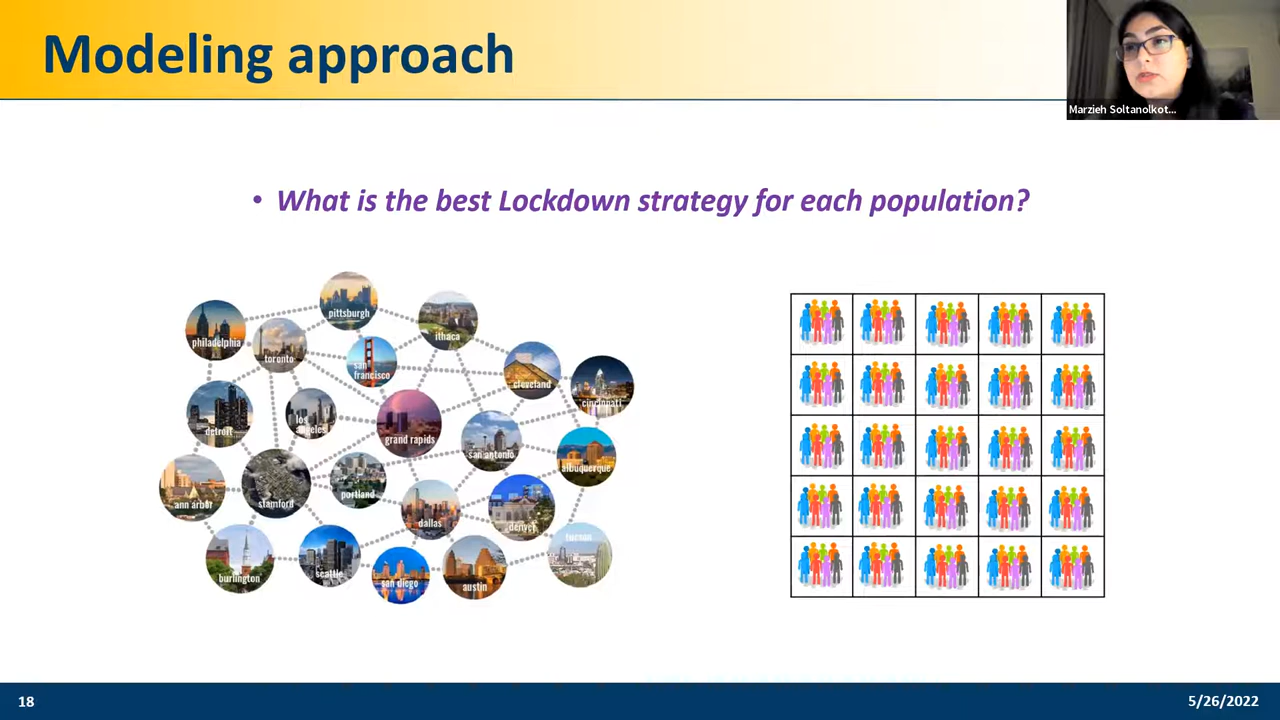 Modeling approach
Marzieh Soltanolkot...
• What is the best Lockdown strategy for each population?
pittsburgh
philadelphia
toronto
ithaca
san
francisco
cleveland
cincinnati
detroit
los
angeles
grand rapids
san antonio
albuquerque
ann arbor
stamford
portland
dallas
denver
tucson
burlington
seattle
san diego
austin
18
5/26/2022